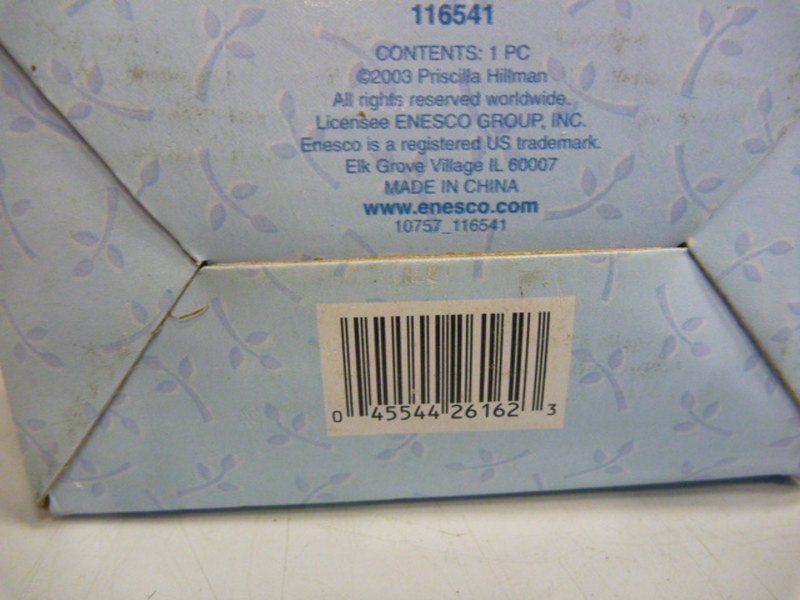 116541
CONTENTS: 1 PC
©2003 Priscilla Hillman
All rights reserved worldwide.
Licensee ENESCO GROUP, INC.
Enesco is a registered US trademark.
Elk Grove Village IL 60007
MADE IN CHINA
www.enesco.com
10757_116541
0 45544 26162 3